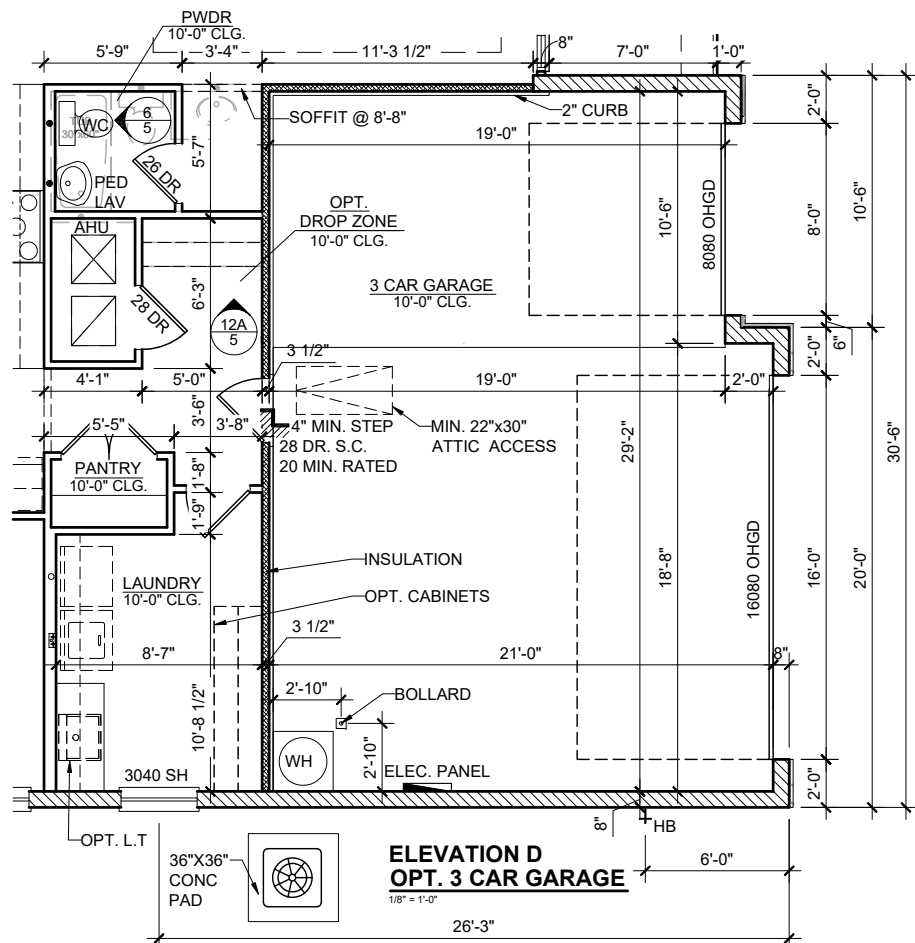 PWDR
10'-0" CLG.
5'-9"
3'-4"
11'-3 1/2"
8"
7'-0"
1'-0"
SOFFIT @ 8'-8"
2" CURB
WC
6
5
5'-7"
19'-0"
2'-0"
26 DR
PED
LAV
OPT.
DROP ZONE
10'-0" CLG.
10'-6"
8080 OHGD
8'-0"
10'-6"
AHU
6'-3"
28 DR
12A
5
3 CAR GARAGE
10'-0" CLG.
6"
2'-0"
3 1/2"
4'-1"
5'-0"
19'-0"
2'-0"
3'-6"
5'-5"
3'-8"
4" MIN. STEP
28 DR. S.C.
20 MIN. RATED
MIN. 22"x30"
ATTIC ACCESS
29'-2"
30'-6"
PANTRY
10'-0" CLG.
1'-8"
1'-9"
INSULATION
18'-8"
16080 OHGD
16'-0"
20'-0"
LAUNDRY
10'-0" CLG.
OPT. CABINETS
3 1/2"
8'-7"
21'-0"
8"
2'-10"
BOLLARD
10'-8 1/2"
2'-10"
WH
ELEC. PANEL
3040 SH
2'-0"
8"
HB
OPT. L.T
36"X36"
CONC
PAD
ELEVATION D
OPT. 3 CAR GARAGE
1/8" = 1'-0"
6'-0"
26'-3"